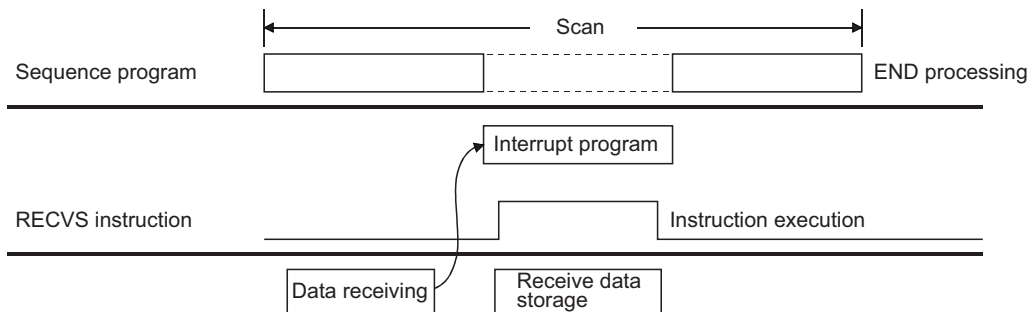 Scan
Sequence program
END processing
Interrupt program
RECVS instruction
Instruction execution
Data receiving
Receive data
storage